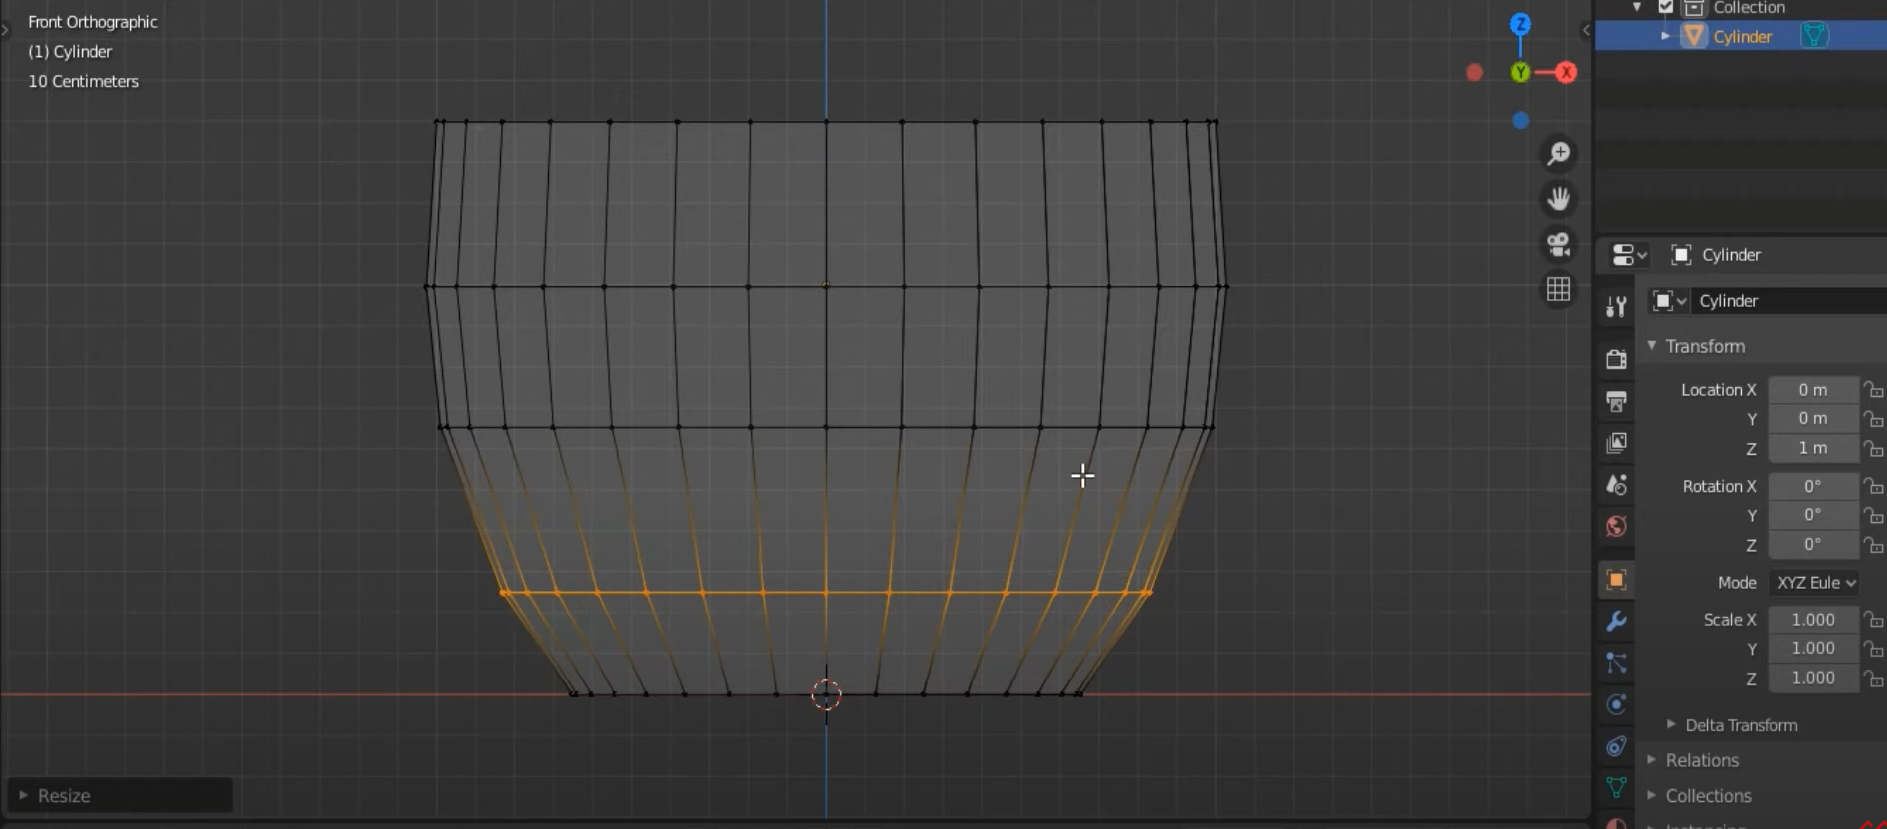 Front Orthographic
(1) Cylinder
10 Centimeters
Z
Y
X
Resize
Collection
Cylinder
Cylinder
Cylinder
Transform
Location X 0 m
Y 0 m
Z 1 m
Rotation X 0°
Y 0°
Z 0°
Mode XYZ Eule
Scale X 1.000
Y 1.000
Z 1.000
Delta Transform
Relations
Collections